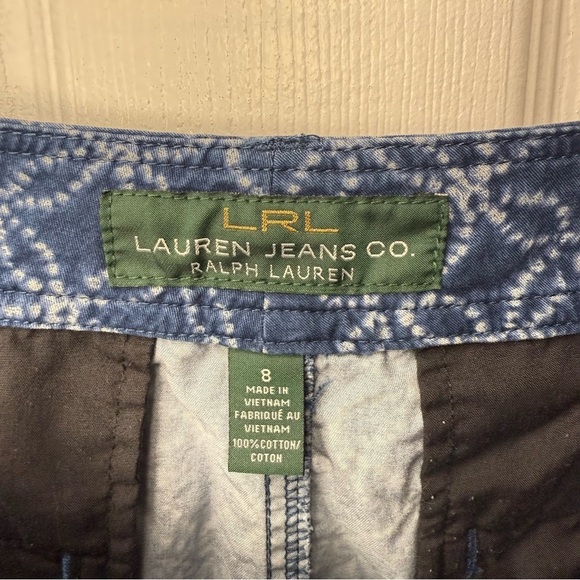 LRL
LAUREN JEANS CO.
RALPH LAUREN
8
MADE IN
VIETNAM
FABRIQUÉ AU
VIETNAM
100%COTTON/
COTON